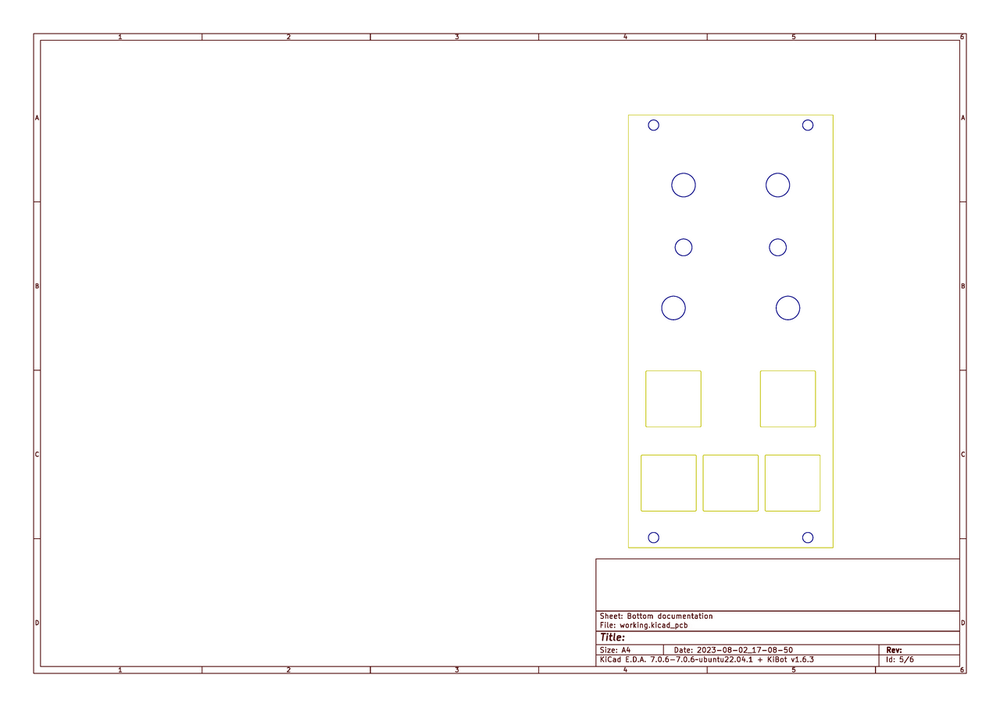 1 2 3 4 5 6
A A
B B
C C
D D
Sheet: Bottom documentation
File: working.kicad_pcb
Title:
Size: A4 Date: 2023-08-02_17-08-50 Rev:
KiCad E.D.A. 7.0.6-7.0.6~ubuntu22.04.1 + KiBot v1.6.3 Id: 5/6
1 2 3 4 5 6